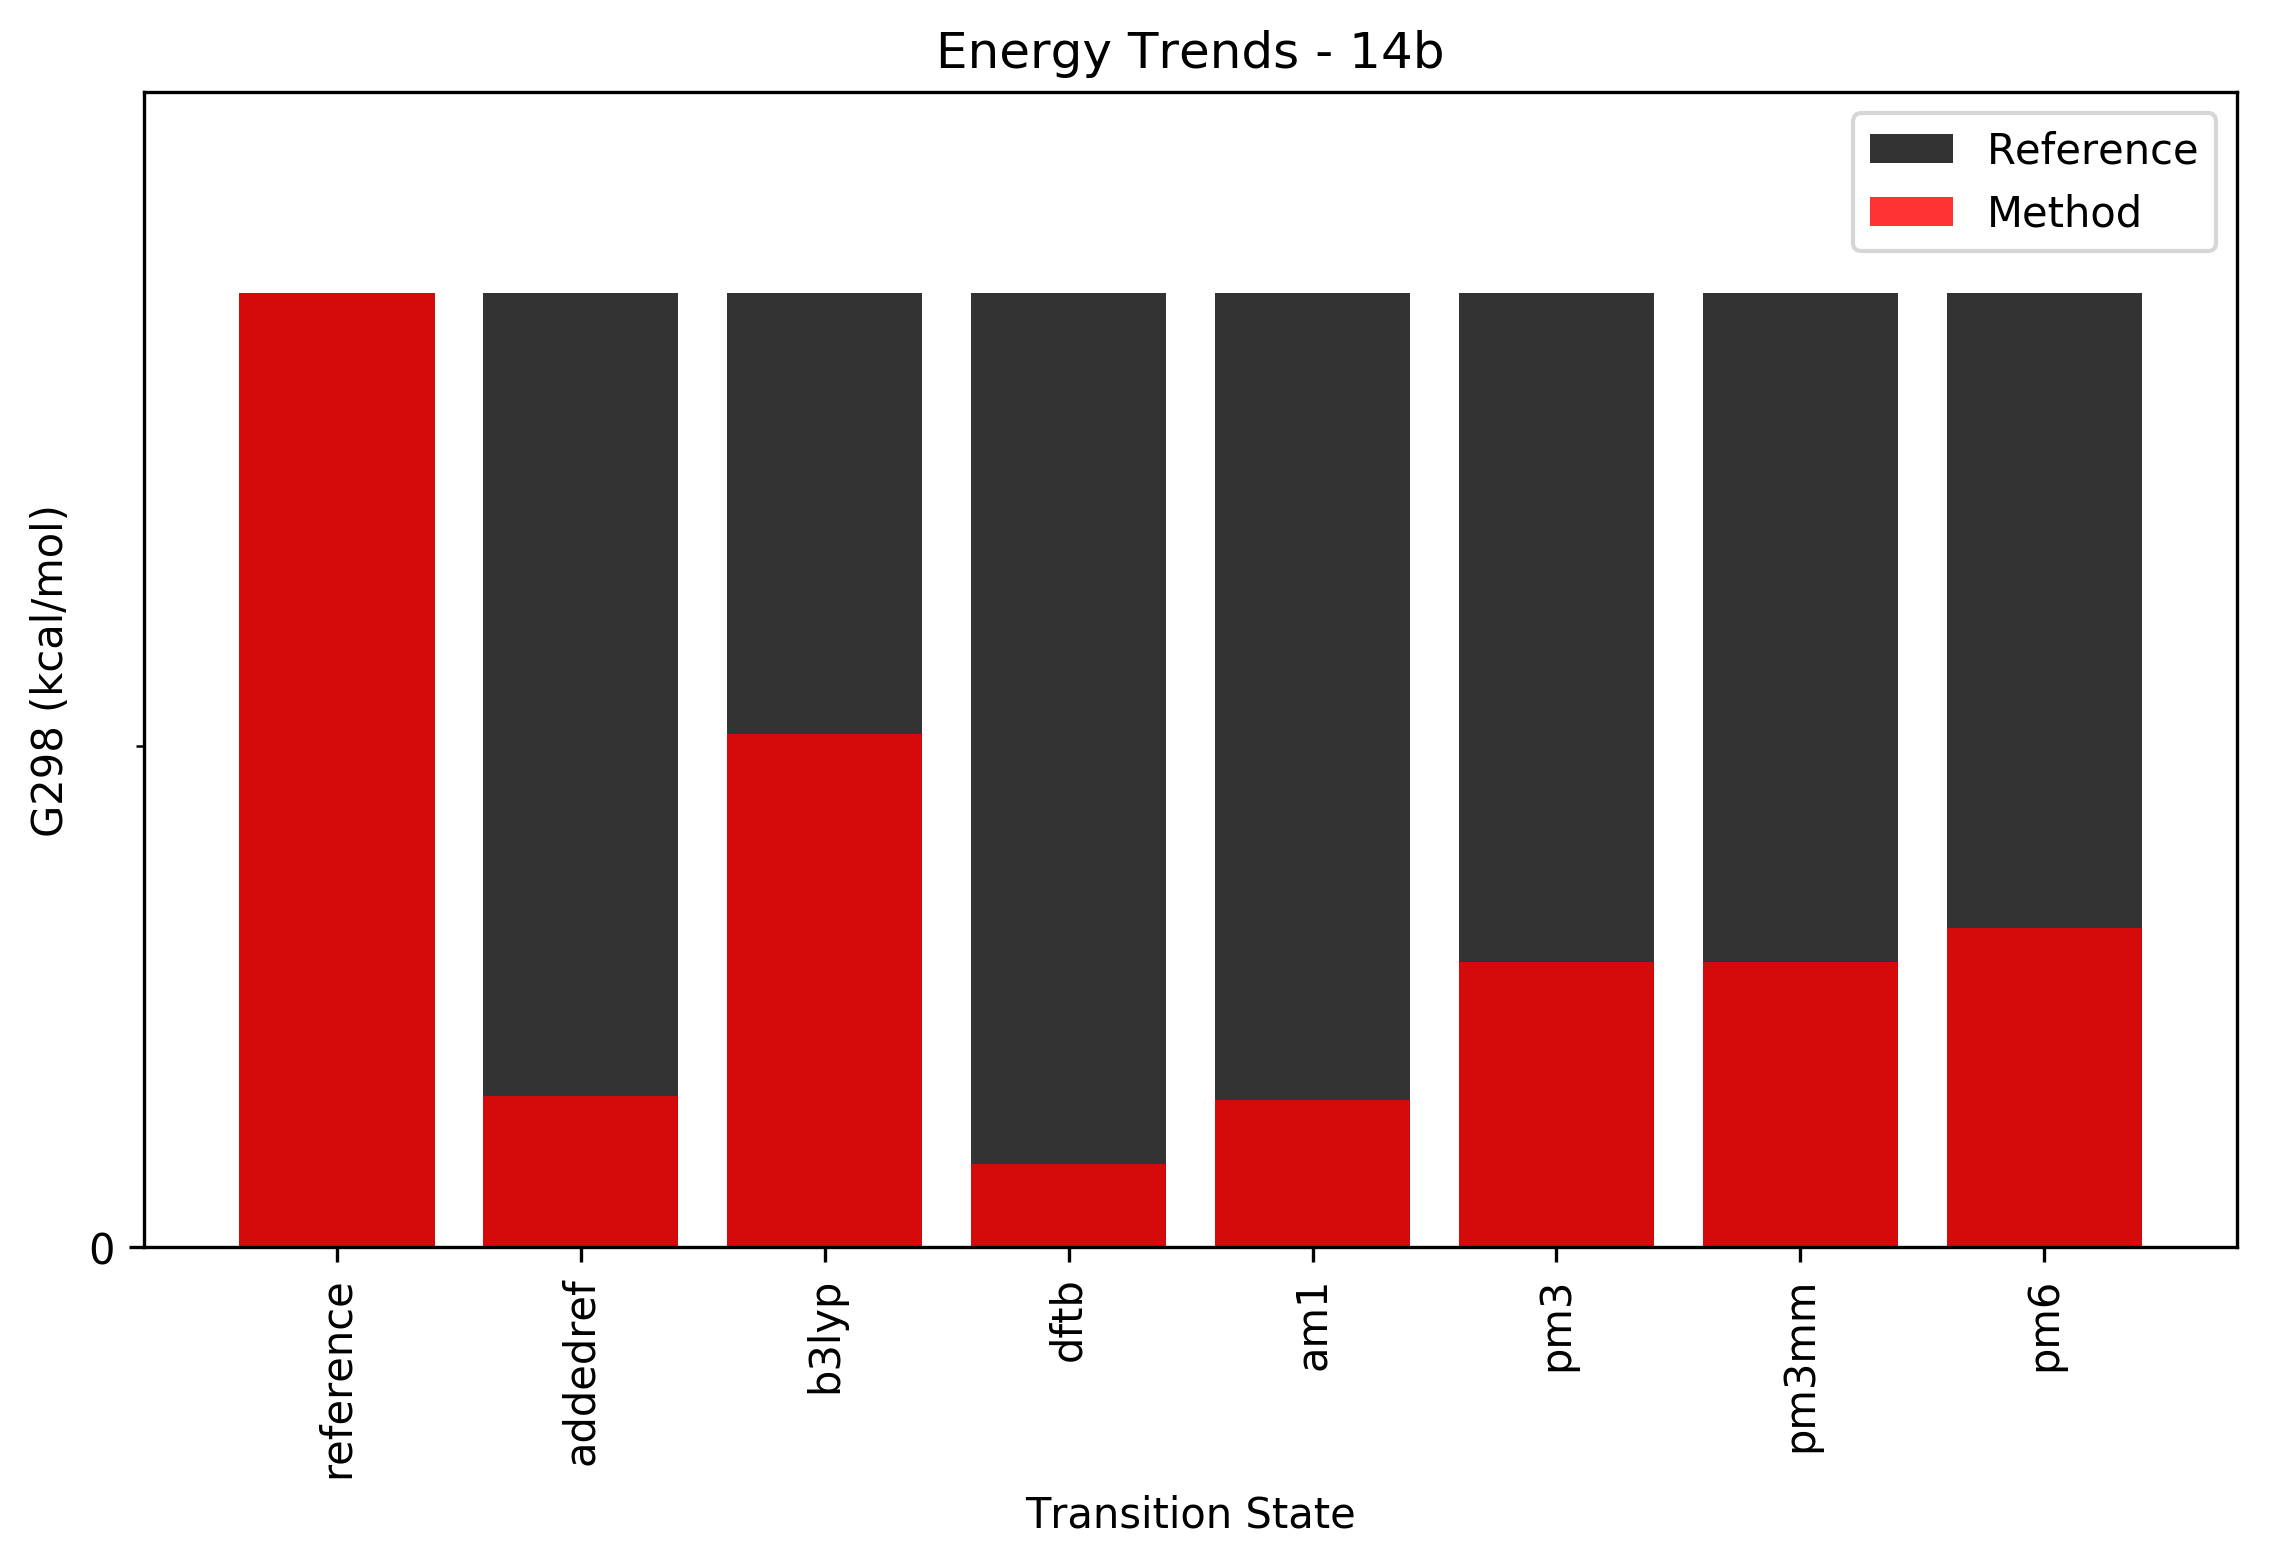 Energy Trends - 14b
Reference
Method
G298 (kcal/mol)
0
reference
addedref
b3lyp
dftb
am1
pm3
pm3mm
pm6
Transition State